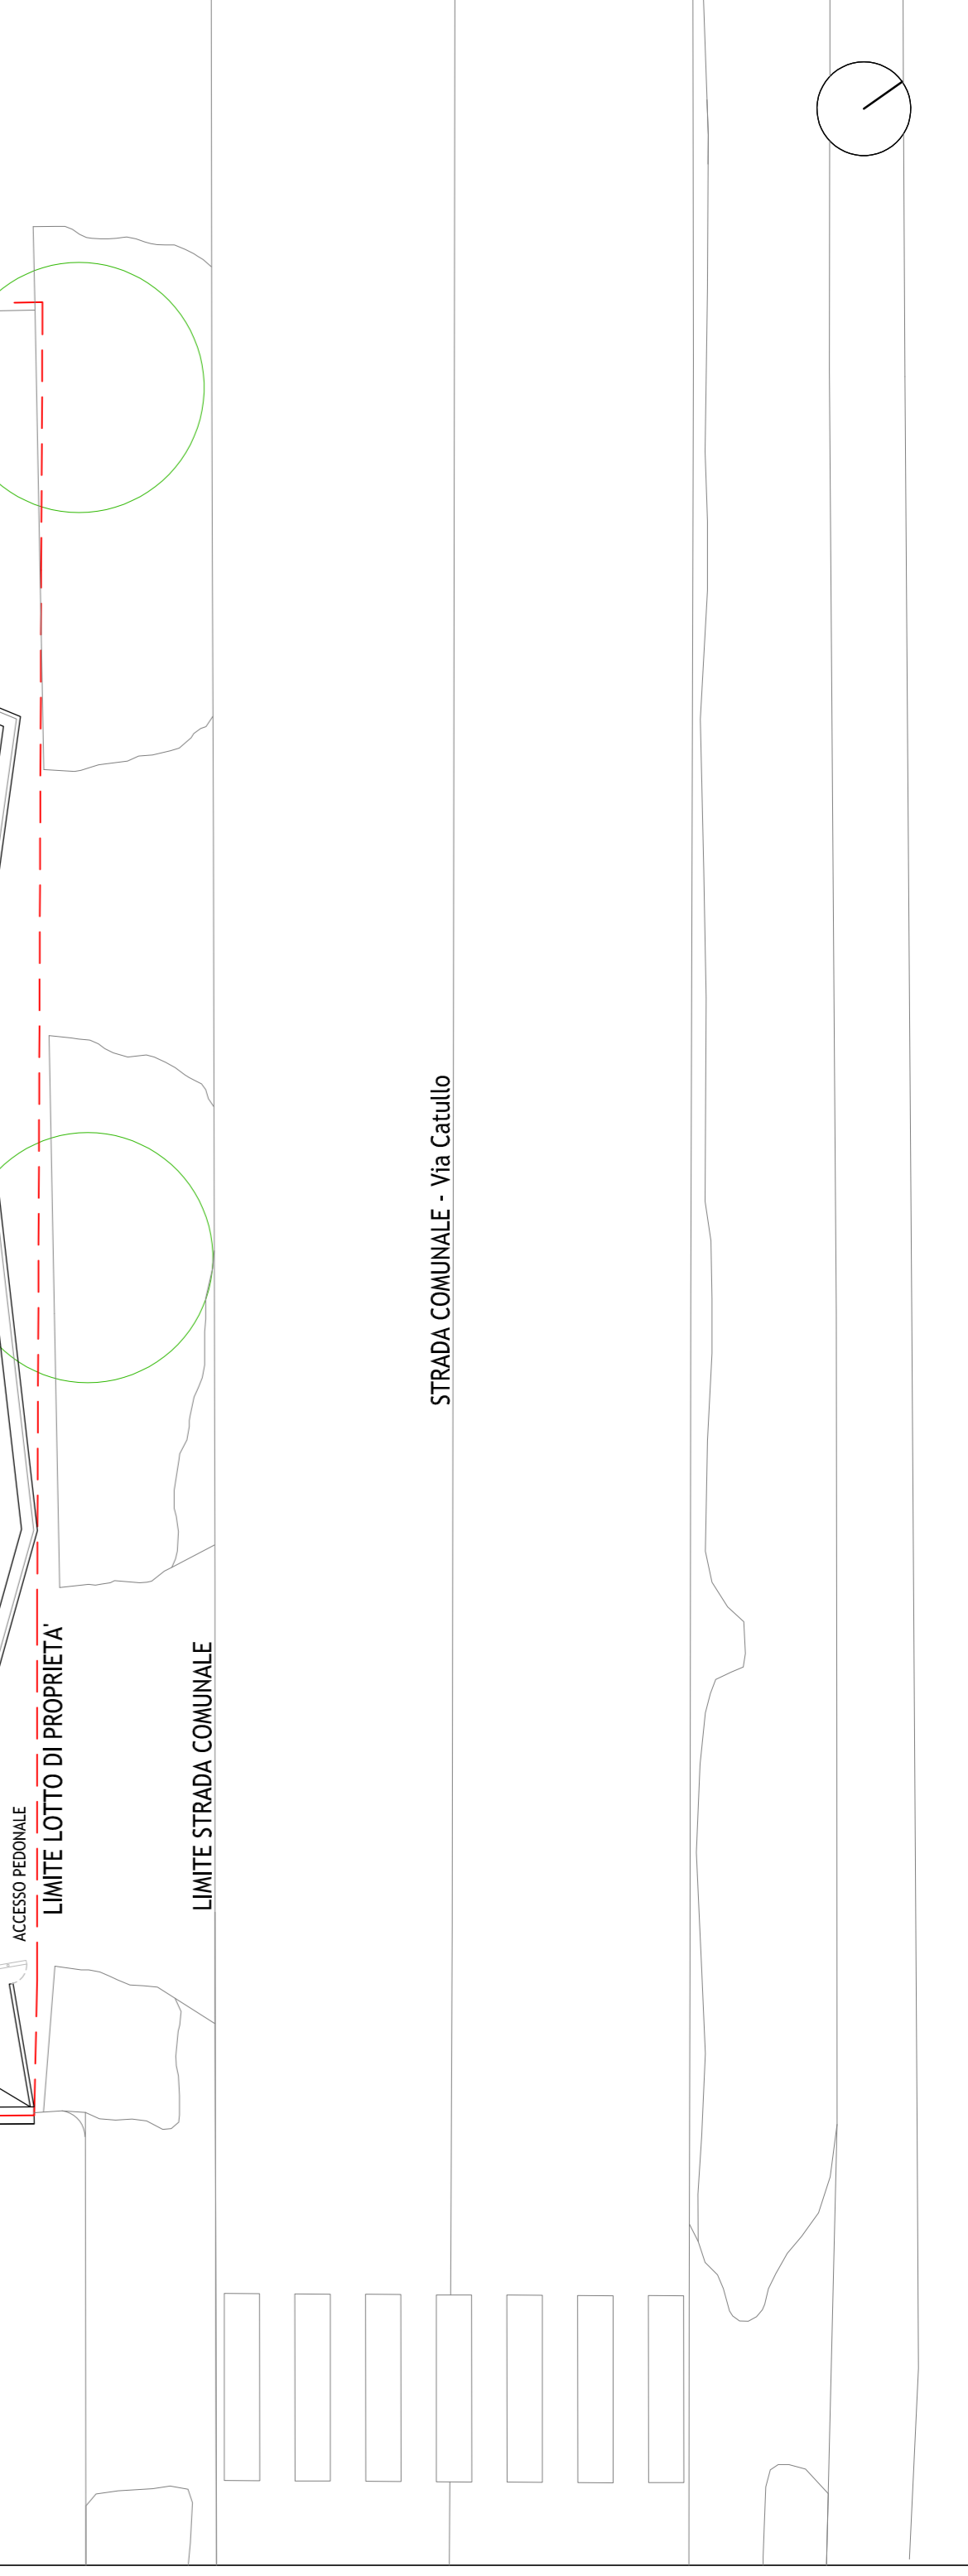 STRADA COMUNALE - Via Catullo
LIMITE LOTTO DI PROPRIETA'
LIMITE STRADA COMUNALE
ACCESSO PEDONALE